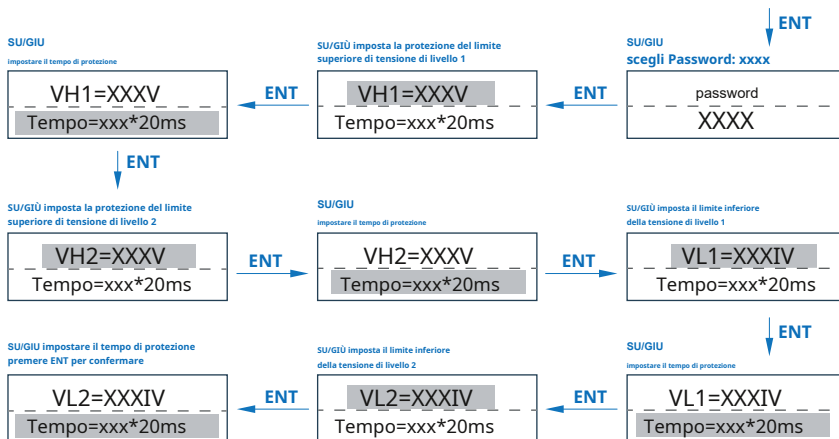 ENT
SU/GIU
scegli Password: xxxx
password
XXXX
ENT
SU/GIÙ imposta la protezione del limite
superiore di tensione di livello 1
VH1=XXXV
Tempo=xxx*20ms
ENT
SU/GIU
impostare il tempo di protezione
VH1=XXXV
Tempo=xxx*20ms
ENT
SU/GIÙ imposta la protezione del limite
superiore di tensione di livello 2
VH2=XXXV
Tempo=xxx*20ms
ENT
SU/GIU
impostare il tempo di protezione
VH2=XXXV
Tempo=xxx*20ms
ENT
SU/GIÙ imposta il limite inferiore
della tensione di livello 1
VL1=XXXIV
Tempo=xxx*20ms
ENT
SU/GIU
impostare il tempo di protezione
VL1=XXXIV
Tempo=xxx*20ms
ENT
SU/GIÙ imposta il limite inferiore
della tensione di livello 2
VL2=XXXIV
Tempo=xxx*20ms
ENT
SU/GIU impostare il tempo di protezione
premere ENT per confermare
VL2=XXXIV
Tempo=xxx*20ms